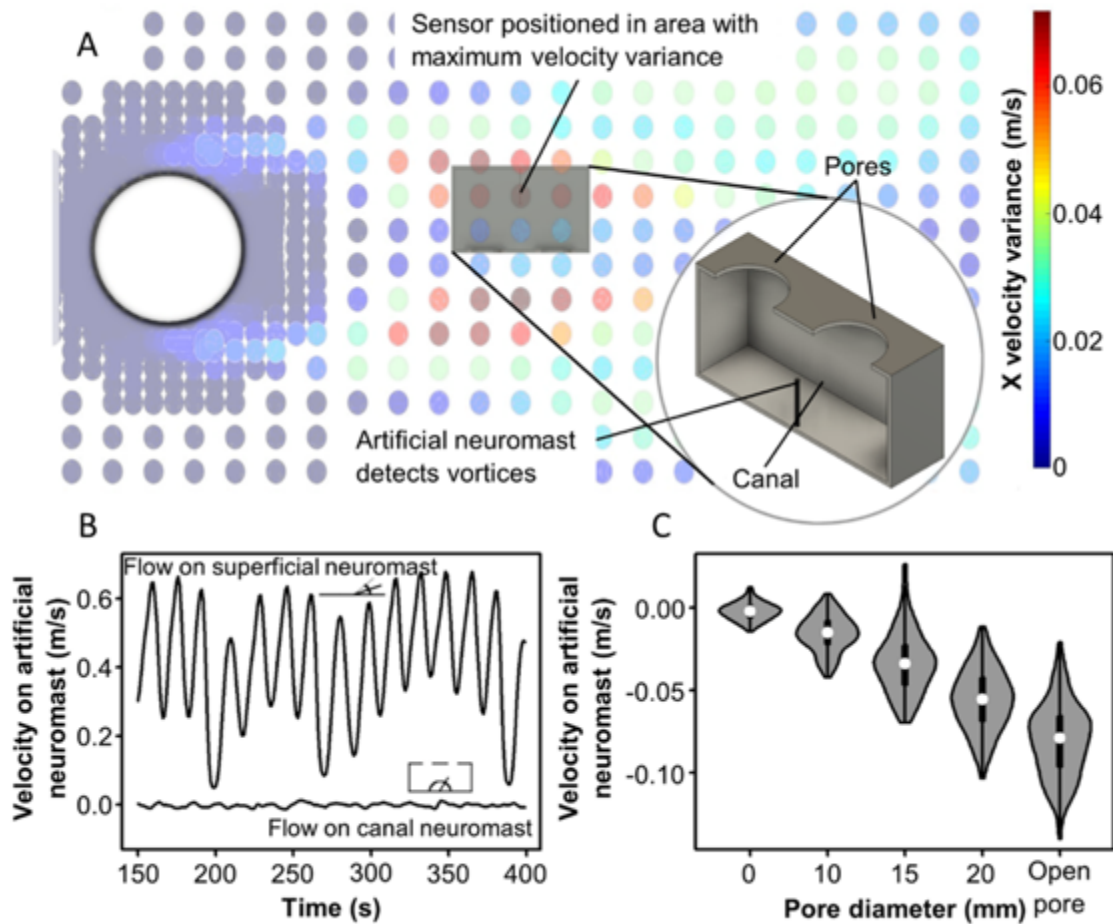 A
Sensor positioned in area with
maximum velocity variance
Pores
Artificial neuromast
detects vortices
Canal
0.06
0.04
0.02
0
X velocity variance (m/s)
B
Velocity on artificial
neuromast (m/s)
0.6
0.4
0.2
0.0
Flow on superficial neuromast
Flow on canal neuromast
150
200
250
300
350
400
Time (s)
C
Velocity on artificial
neuromast (m/s)
0.00
-0.05
-0.10
0
10
15
20
Open
pore
Pore diameter (mm)